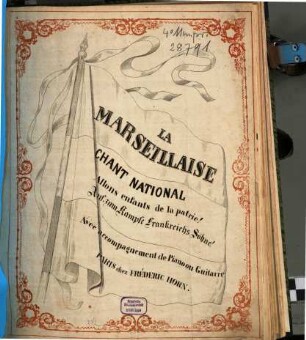 4° Mus.pr.
28791
LA
MARSEILLAISE
CHANT NATIONAL
Allons enfants de la patrie!
Auf zum Kampfe Frankreichs Söhne!
Avec accompagnement de Piano ou Guitarre
PARIS chez FRÉDÉRIC HORN.